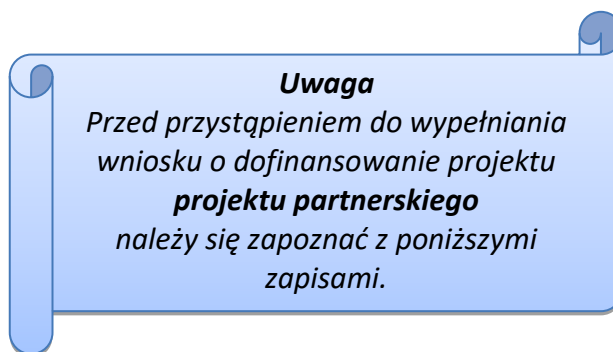 Uwaga
Przed przystąpieniem do wypełniania
wniosku o dofinansowanie projektu
projektu partnerskiego
należy się zapoznać z poniższymi
zapisami.